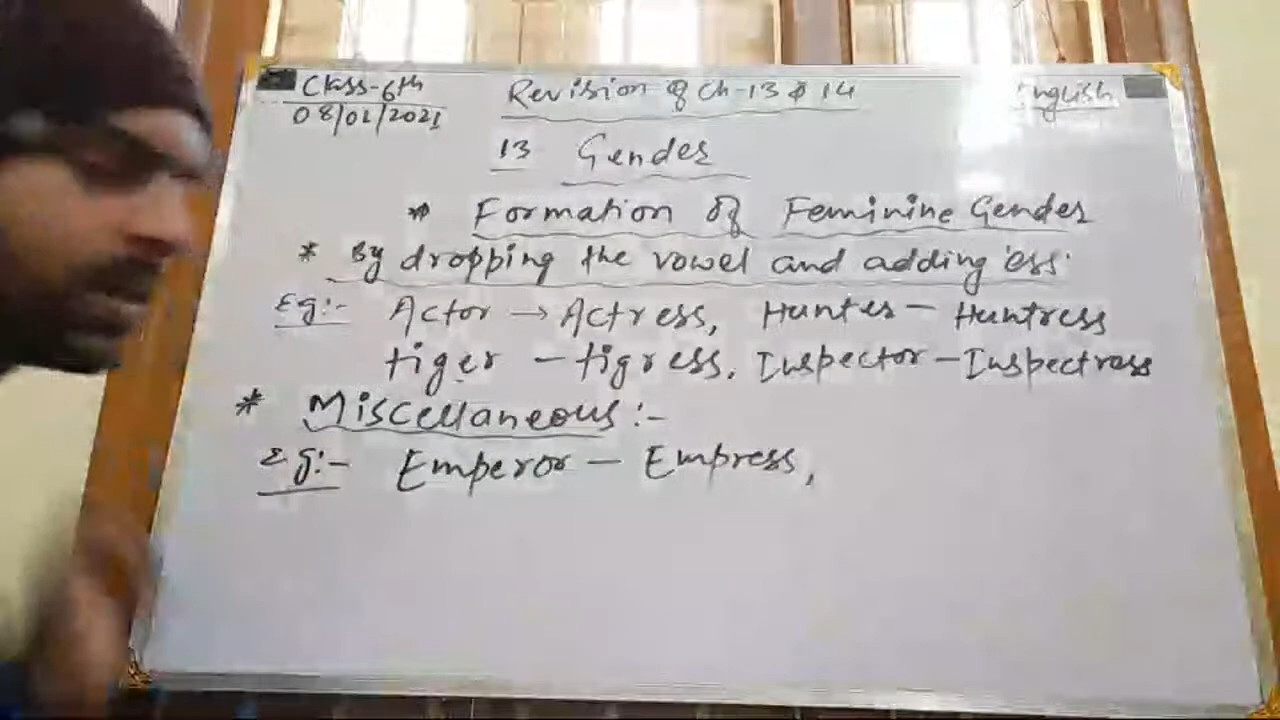 Class-6th Revision of Ch-13 & 14 English
08/01/2021
13 Gender
* Formation of Feminine Gender
* By dropping the vowel and adding 'ess'
Eg:- Actor → Actress, Hunter - Huntress
tiger - tigress. Inspector - Inspectress
* Miscellaneous:-
Eg:- Emperor - Empress,